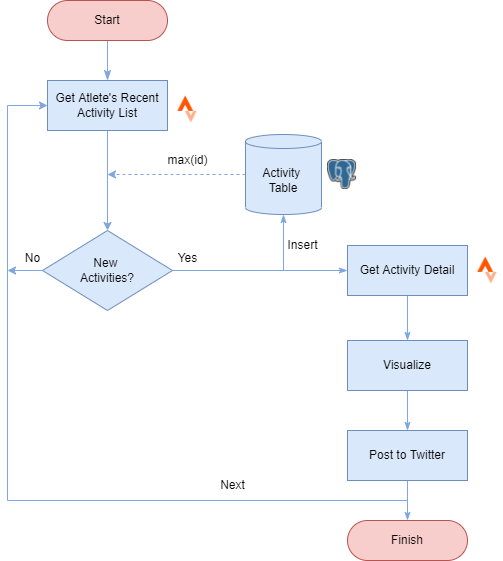 Start
Get Atlete's Recent
Activity List
max(id)
Activity
Table
No
New
Activities?
Yes
Insert
Get Activity Detail
Visualize
Post to Twitter
Next
Finish